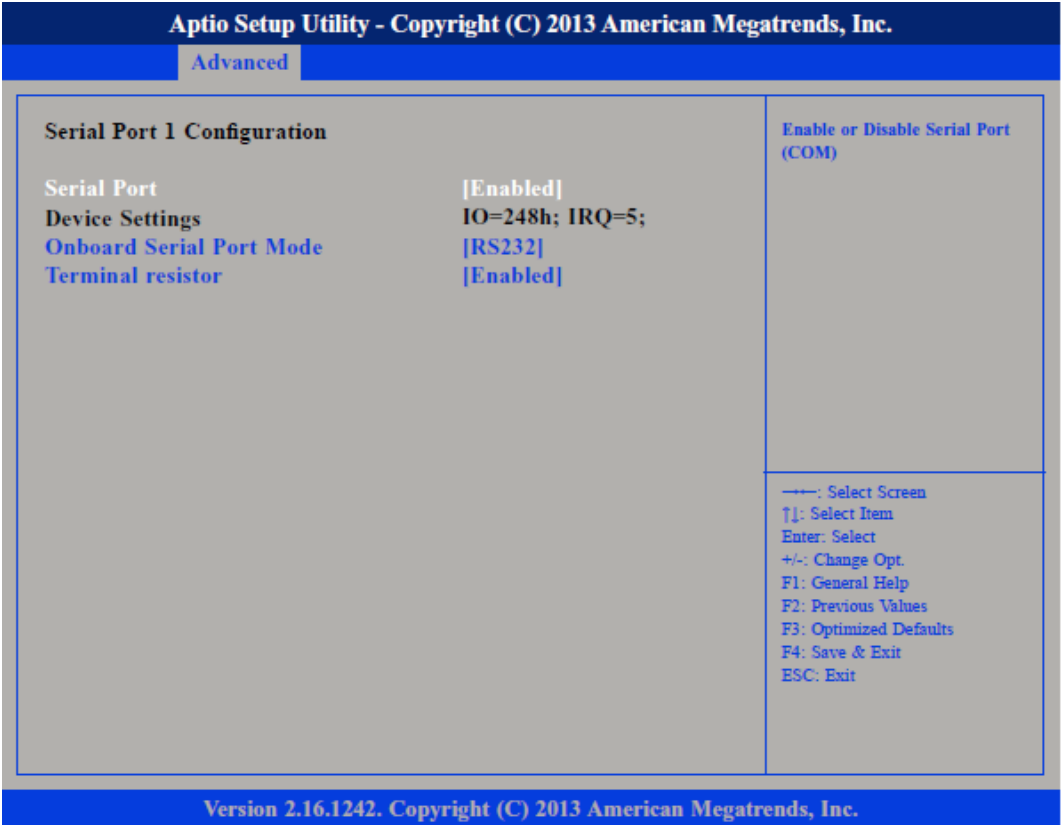 Aptio Setup Utility - Copyright (C) 2013 American Megatrends, Inc.
Advanced
Serial Port 1 Configuration
Serial Port [Enabled]
Device Settings IO=248h; IRQ=5;
Onboard Serial Port Mode [RS232]
Terminal resistor [Enabled]
Enable or Disable Serial Port
(COM)
→←: Select Screen
↑↓: Select Item
Enter: Select
+/-: Change Opt.
F1: General Help
F2: Previous Values
F3: Optimized Defaults
F4: Save & Exit
ESC: Exit
Version 2.16.1242. Copyright (C) 2013 American Megatrends, Inc.